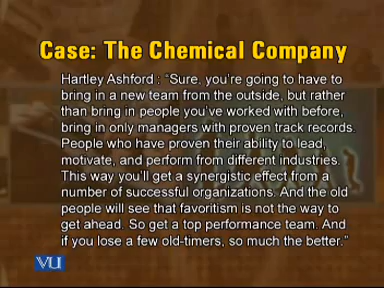 Case: The Chemical Company
Hartley Ashford : “Sure, you’re going to have to
bring in a new team from the outside, but rather
than bring in people you’ve worked with before,
bring in only managers with proven track records.
People who have proven their ability to lead,
motivate, and perform from different industries.
This way you’ll get a synergistic effect from a
number of successful organizations. And the old
people will see that favoritism is not the way to
get ahead. So get a top performance team. And
if you lose a few old-timers, so much the better.”
VU